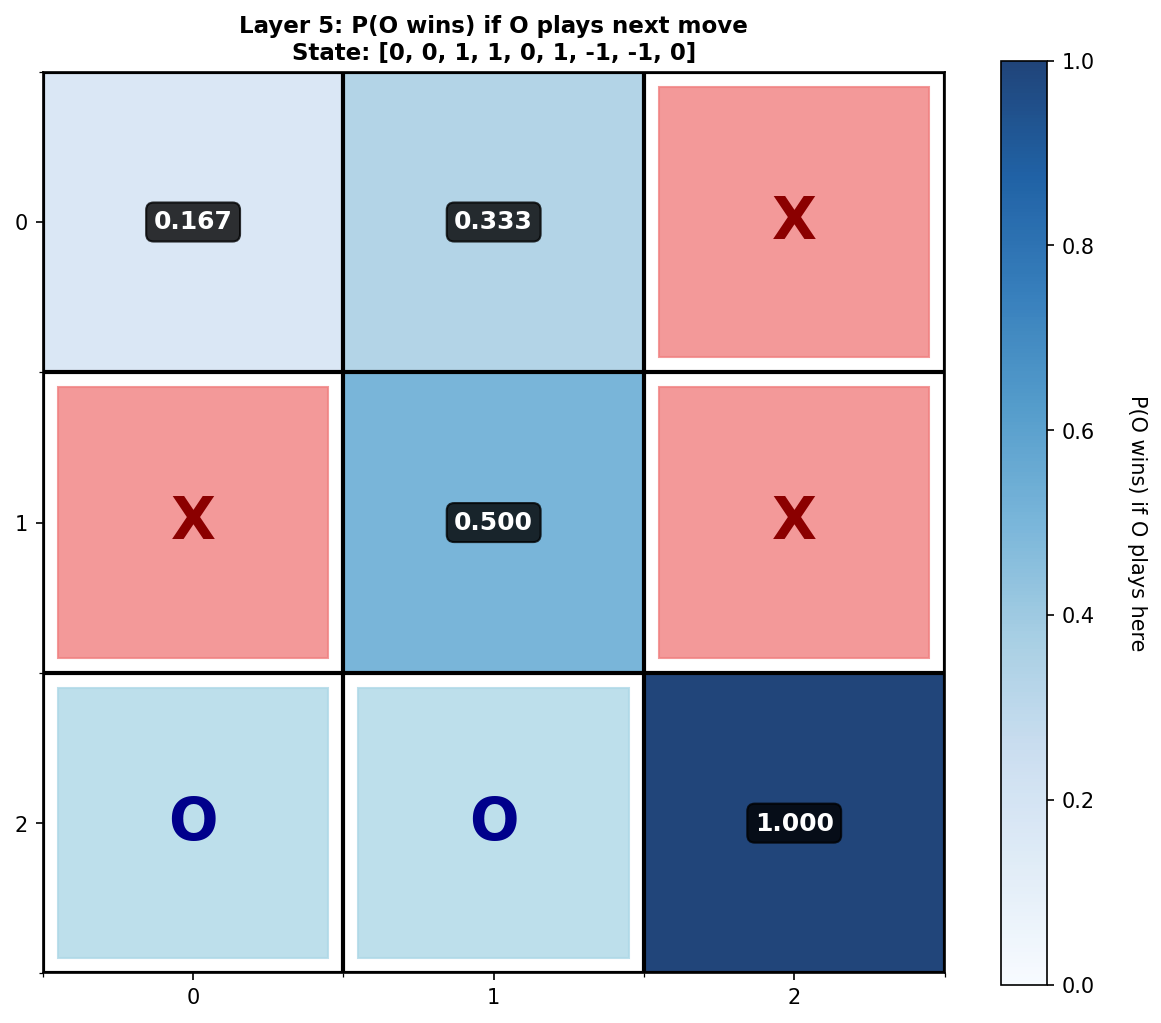 Layer 5: P(O wins) if O plays next move
State: [0, 0, 1, 1, 0, 1, -1, -1, 0]
0
0.167
0.333
X
1
X
0.500
X
2
O
O
1.000
0
1
2
1.0
0.8
0.6
0.4
0.2
0.0
P(O wins) if O plays here